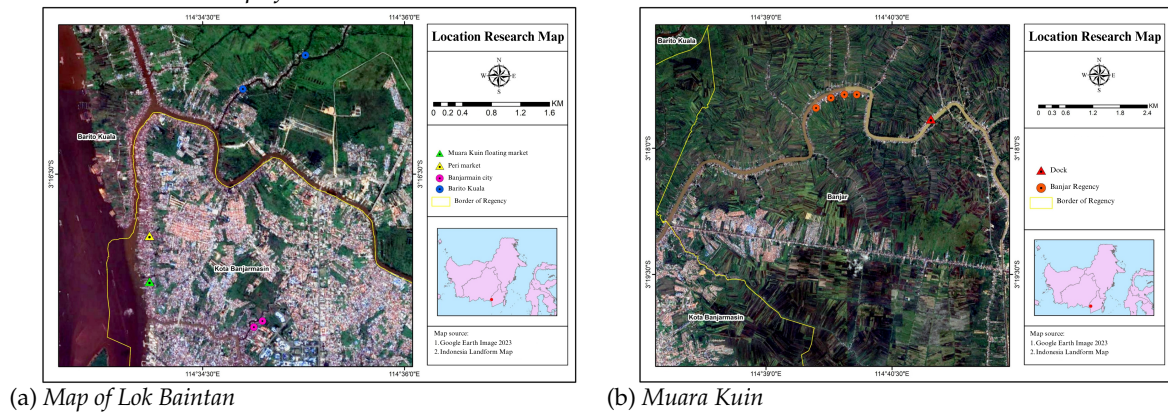 114°34'30"E
114°36'0"E
3°16'30"S
3°16'30"S
114°34'30"E
114°36'0"E
Barito Kuala
Kota Banjarmasin
Location Research Map
N
W
E
S
KM
0 0.2 0.4
0.8
1.2
1.6
Muara Kuin floating market
Peri market
Banjarmain city
Barito Kuala
Border of Regency
Map source:
1. Google Earth Image 2023
2. Indonesia Landform Map
(a) Map of Lok Baintan
114°39'0"E
114°40'30"E
3°18'0"S
3°18'0"S
3°19'30"S
3°19'30"S
114°39'0"E
114°40'30"E
Barito Kuala
Banjar
Kota Banjarmasin
Location Research Map
N
W
E
S
KM
0 0.3 0.6
1.2
1.8
2.4
Dock
Banjar Regency
Border of Regency
Map source:
1. Google Earth Image 2023
2. Indonesia Landform Map
(b) Muara Kuin